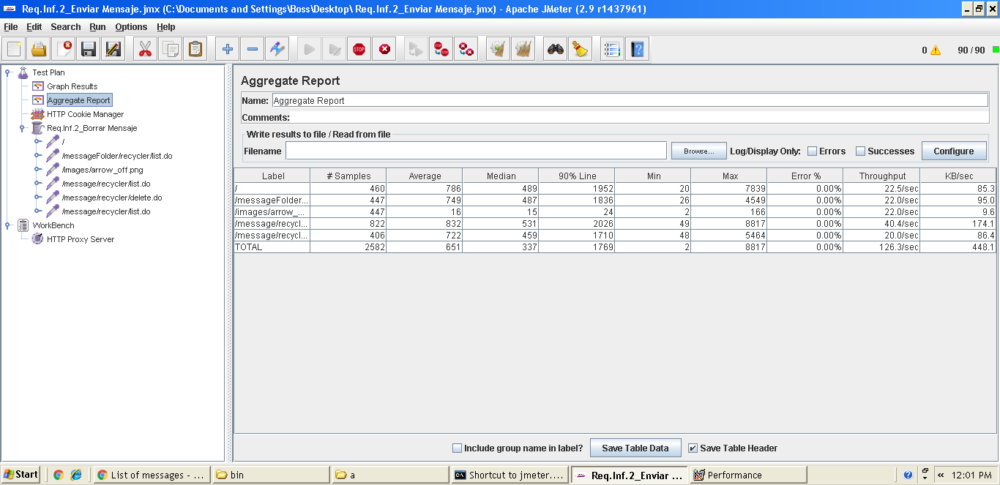 Req.Inf.2_Enviar Mensaje.jmx (C:\Documents and Settings\Boss\Desktop\ Req.Inf.2_Enviar Mensaje.jmx) - Apache JMeter (2.9 r1437961)
File Edit Search Run Options Help
STOP STOP STOP
0 90 / 90
Test Plan
Graph Results
Aggregate Report
HTTP Cookie Manager
Req.Inf.2_Borrar Mensaje
/
/messageFolder/recycler/list.do
/images/arrow_off.png
/message/recycler/list.do
/message/recycler/delete.do
/message/recycler/list.do
WorkBench
HTTP Proxy Server
Aggregate Report
Name: Aggregate Report
Comments:
Write results to file / Read from file
Filename Browse... Log/Display Only: Errors Successes Configure
Label # Samples Average Median 90% Line Min Max Error % Throughput KB/sec
/ 460 786 489 1952 20 7839 0.00% 22.5/sec 85.3
/messageFolder... 447 749 487 1836 26 4549 0.00% 22.0/sec 95.0
/images/arrow_... 447 16 15 24 2 166 0.00% 22.0/sec 9.6
/message/recycl... 822 832 531 2026 49 8817 0.00% 40.4/sec 174.1
/message/recycl... 406 722 459 1710 48 5464 0.00% 20.0/sec 86.4
TOTAL 2582 651 337 1769 2 8817 0.00% 126.3/sec 448.1
Include group name in label? Save Table Data Save Table Header
Start List of messages - ... bin a Shortcut to jmeter.... Req.Inf.2_Enviar ... Performance « 12:01 PM